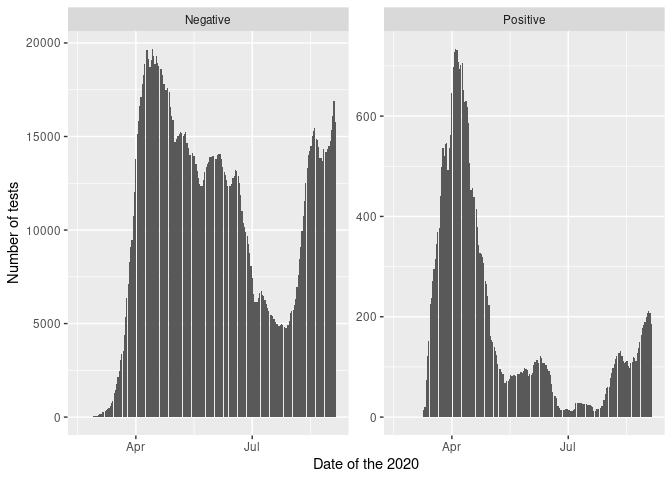 Negative
Positive
20000
15000
10000
5000
0
600
400
200
0
Apr
Jul
Apr
Jul
Number of tests
Date of the 2020